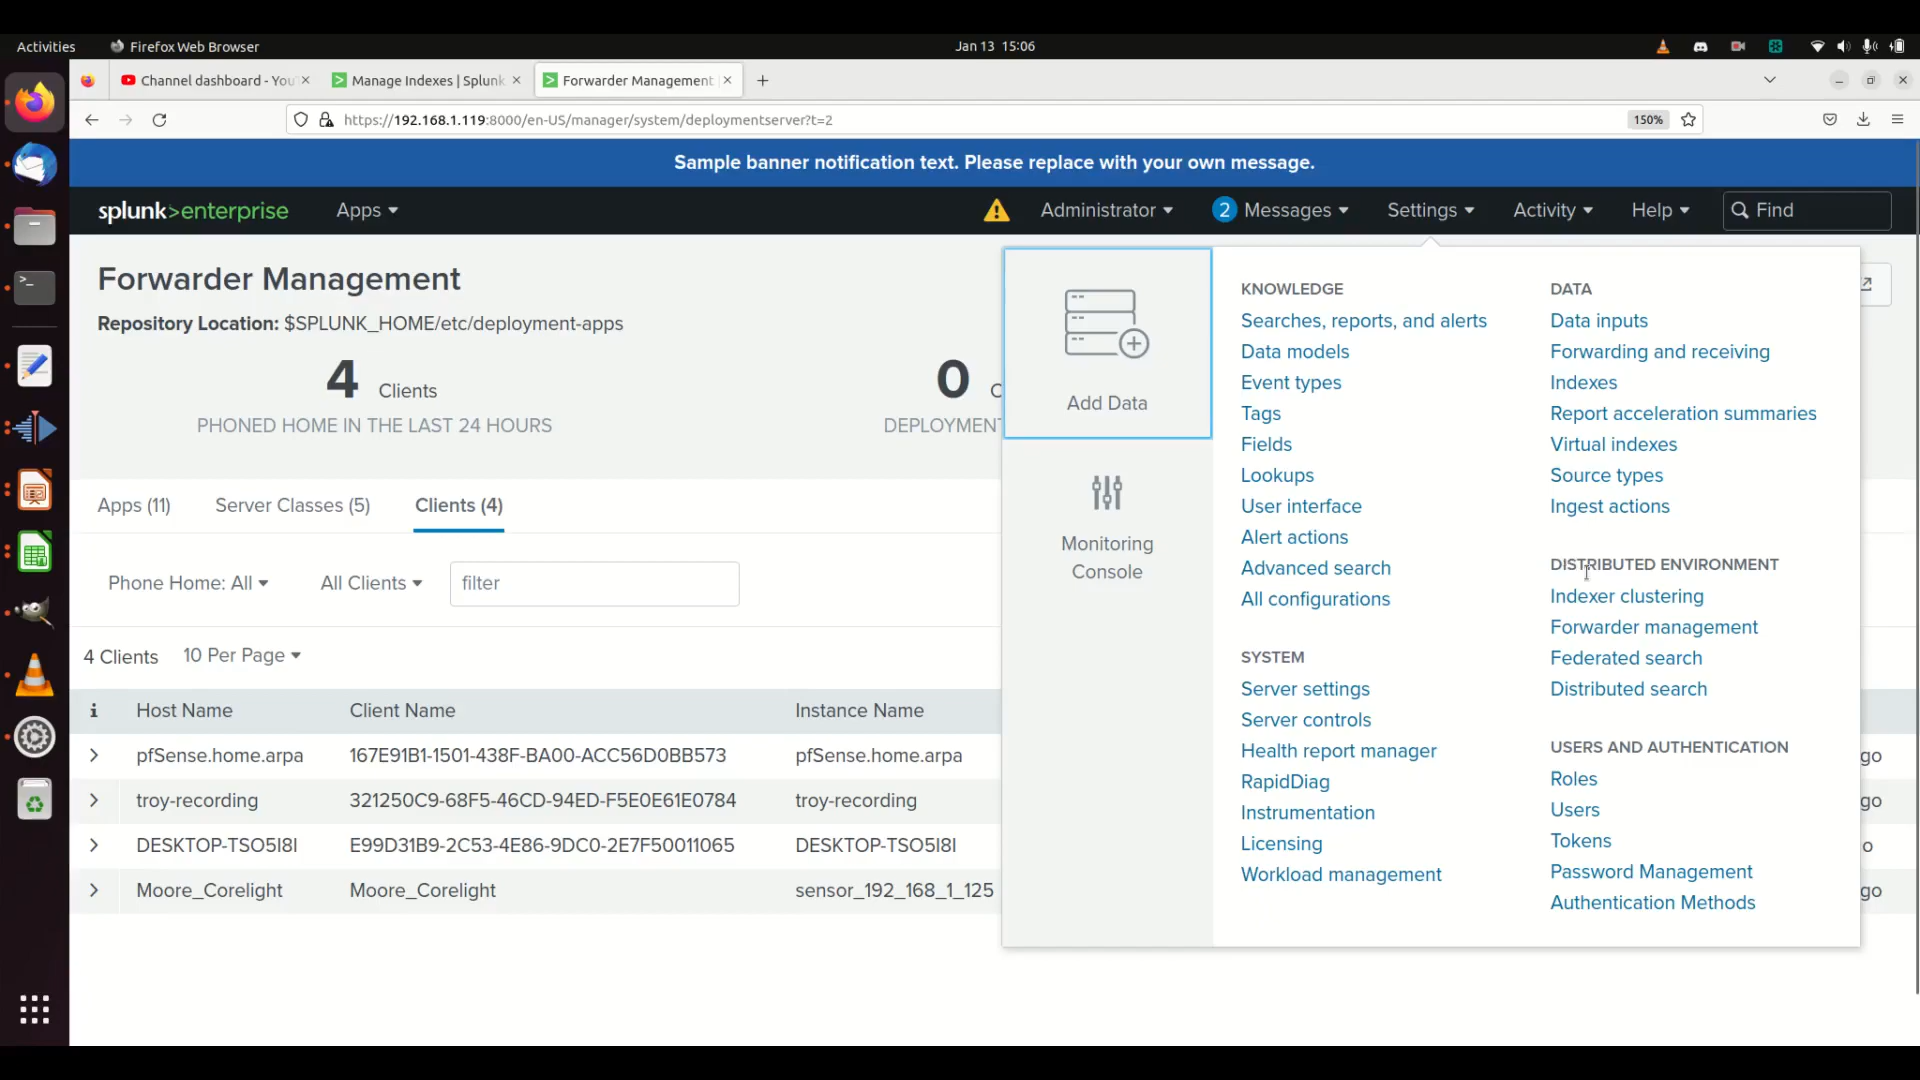 Activities
Firefox Web Browser
Jan 13 15:06
Channel dashboard - You
Manage Indexes | Splunk
Forwarder Management
https://192.168.1.119:8000/en-US/manager/system/deploymentserver?t=2
150%
Sample banner notification text. Please replace with your own message.
splunk>enterprise
Apps
Administrator
2 Messages
Settings
Activity
Help
Find
Forwarder Management
Repository Location: $SPLUNK_HOME/etc/deployment-apps
4 Clients
PHONED HOME IN THE LAST 24 HOURS
0 C
DEPLOYMENT
Apps (11)
Server Classes (5)
Clients (4)
Phone Home: All
All Clients
filter
4 Clients
10 Per Page
i Host Name Client Name Instance Name
pfSense.home.arpa 167E91B1-1501-438F-BA00-ACC56D0BB573 pfSense.home.arpa go
troy-recording 321250C9-68F5-46CD-94ED-F5E0E61E0784 troy-recording go
DESKTOP-TSO5I8I E99D31B9-2C53-4E86-9DC0-2E7F50011065 DESKTOP-TSO5I8I o
Moore_Corelight Moore_Corelight sensor_192_168_1_125 go
Add Data
Monitoring
Console
KNOWLEDGE
Searches, reports, and alerts
Data models
Event types
Tags
Fields
Lookups
User interface
Alert actions
Advanced search
All configurations
SYSTEM
Server settings
Server controls
Health report manager
RapidDiag
Instrumentation
Licensing
Workload management
DATA
Data inputs
Forwarding and receiving
Indexes
Report acceleration summaries
Virtual indexes
Source types
Ingest actions
DISTRIBUTED ENVIRONMENT
Indexer clustering
Forwarder management
Federated search
Distributed search
USERS AND AUTHENTICATION
Roles
Users
Tokens
Password Management
Authentication Methods